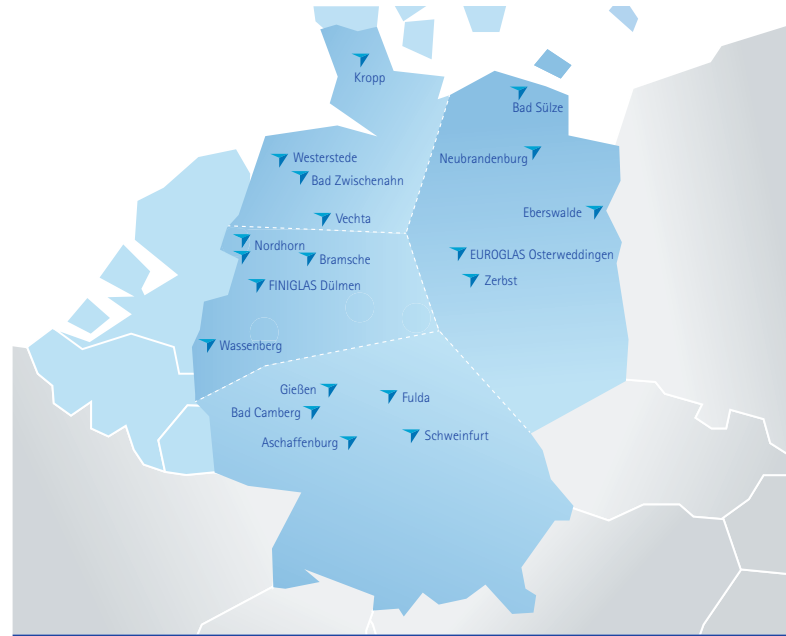 Kropp
Bad Sülze
Westerstede
Neubrandenburg
Bad Zwischenahn
Eberswalde
Vechta
Nordhorn
EUROGLAS Osterweddingen
Bramsche
Zerbst
FINIGLAS Dülmen
Wassenberg
Gießen
Fulda
Bad Camberg
Schweinfurt
Aschaffenburg